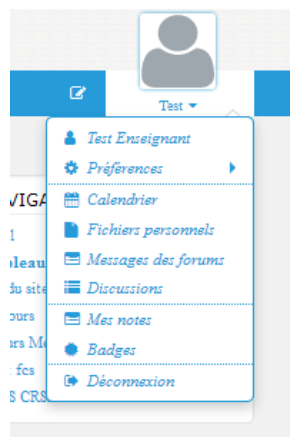 Test
Test Enseignant
Préférences
VIGA
Calendrier
1
Fichiers personnels
bleau
Messages des forums
du site
Discussions
ours
Mes notes
rs Me
Badges
fcs
Déconnexion
S CRS